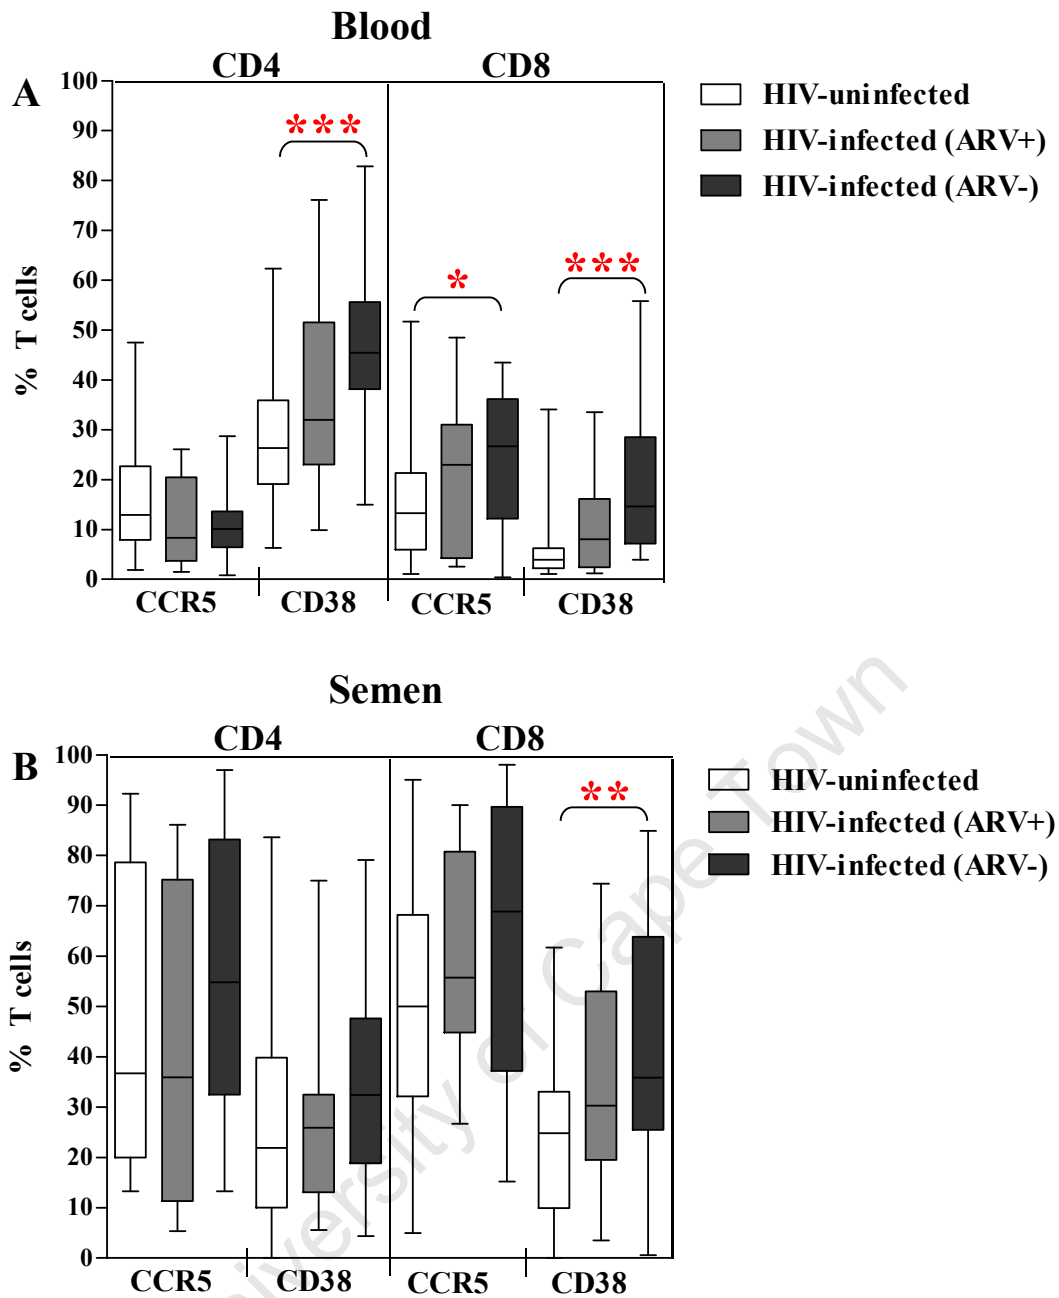 Blood
A
CD4 CD8
100
90
80
70
60
50
40
30
20
10
0
% T cells
***
*
***
CCR5 CD38 CCR5 CD38
HIV-uninfected
HIV-infected (ARV+)
HIV-infected (ARV-)
Semen
B
CD4 CD8
100
90
80
70
60
50
40
30
20
10
0
% T cells
**
CCR5 CD38 CCR5 CD38
HIV-uninfected
HIV-infected (ARV+)
HIV-infected (ARV-)
iversity of Cape Town